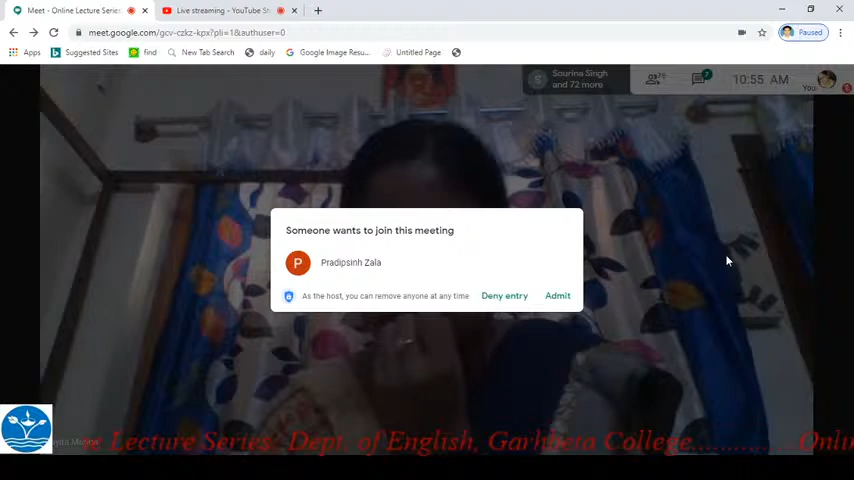 Meet - Online Lecture Series:
Live streaming - YouTube St
meet.google.com/gcv-czkz-kpx?pli=1&authuser=0
Paused
Apps
Suggested Sites
find
New Tab Search
daily
Google Image Resu...
Untitled Page
S
Sourina Singh
and 72 more
7
10:55 AM
You
Someone wants to join this meeting
P
Pradipsinh Zala
As the host, you can remove anyone at any time
Deny entry
Admit
e Lecture Series: Dept. of English, Garhbeta College............ Onlin